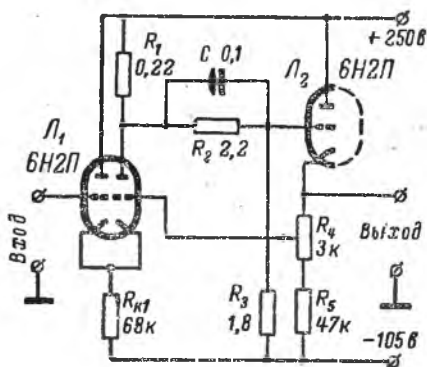 R₁
0,22
C 0,1
Л₂
6Н2П
+250в
Л₁
6Н2П
R₂ 2,2
Вход
R₄
3к
Выход
Rк1
68к
R₃
1,8
R₅
47к
−105в